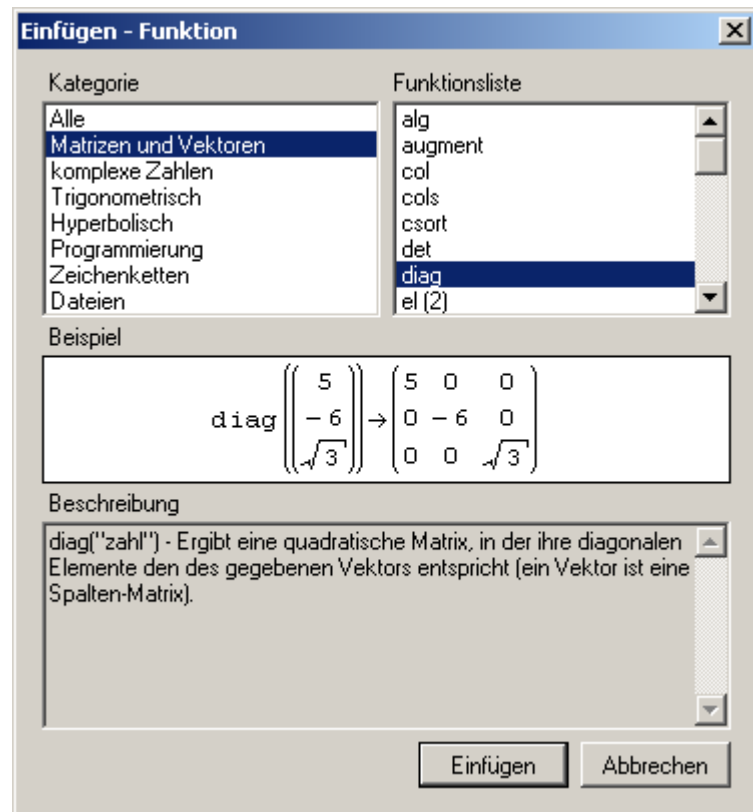 Einfügen - Funktion
Kategorie
Funktionsliste
Alle
Matrizen und Vektoren
komplexe Zahlen
Trigonometrisch
Hyperbolisch
Programmierung
Zeichenketten
Dateien
alg
augment
col
cols
csort
det
diag
el (2)
Beispiel
5 5 0 0
diag - 6 → 0 - 6 0
√3 0 0 √3
Beschreibung
diag("zahl") - Ergibt eine quadratische Matrix, in der ihre diagonalen
Elemente den des gegebenen Vektors entspricht (ein Vektor ist eine
Spalten-Matrix).
Einfügen
Abbrechen